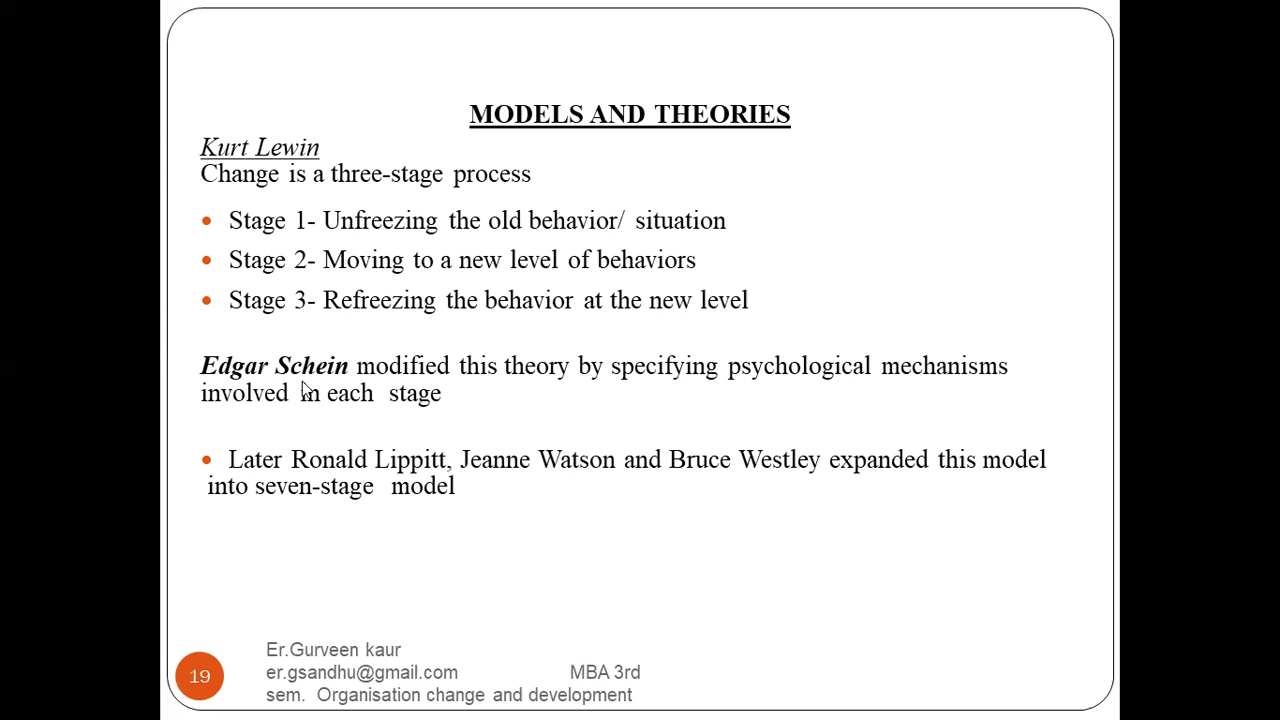 MODELS AND THEORIES
Kurt Lewin
Change is a three-stage process
• Stage 1- Unfreezing the old behavior/ situation
• Stage 2- Moving to a new level of behaviors
• Stage 3- Refreezing the behavior at the new level
Edgar Schein modified this theory by specifying psychological mechanisms
involved in each stage
• Later Ronald Lippitt, Jeanne Watson and Bruce Westley expanded this model
into seven-stage model
Er.Gurveen kaur
er.gsandhu@gmail.com MBA 3rd
sem. Organisation change and development
19